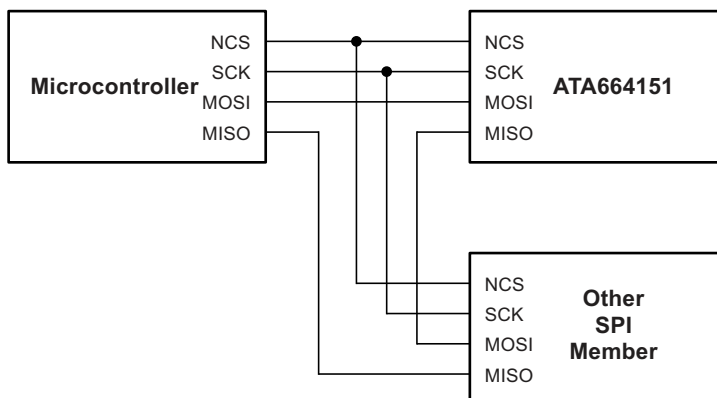 Microcontroller
NCS
SCK
MOSI
MISO
NCS
SCK
MOSI
MISO
ATA664151
NCS
SCK
MOSI
MISO
Other
SPI
Member